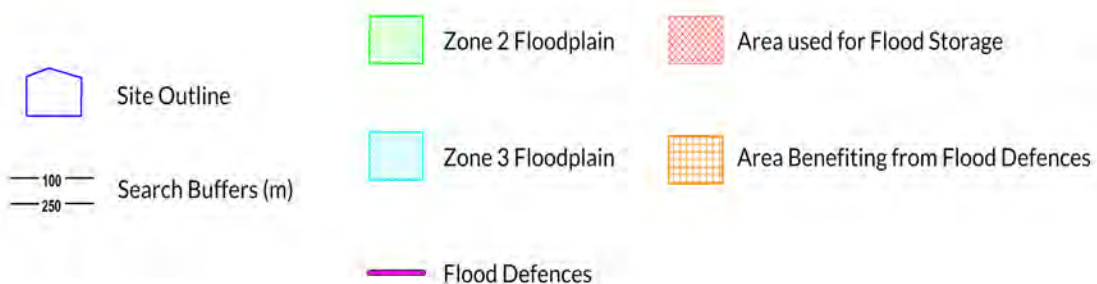 Site Outline
100
250
Search Buffers (m)
Zone 2 Floodplain
Zone 3 Floodplain
Flood Defences
Area used for Flood Storage
Area Benefiting from Flood Defences